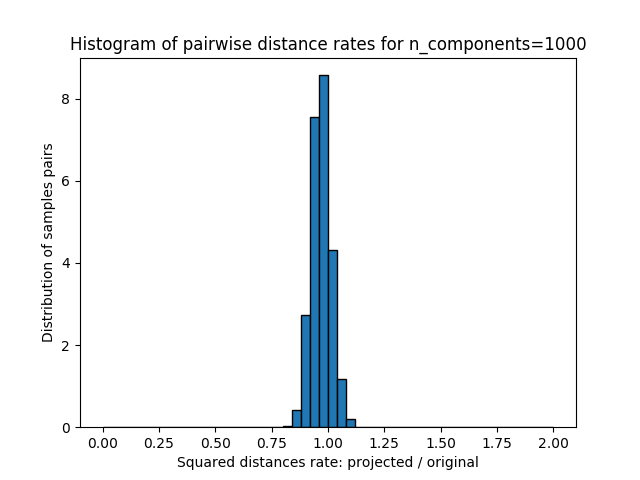 Histogram of pairwise distance rates for n_components=1000
Distribution of samples pairs
8
6
4
2
0
0.00 0.25 0.50 0.75 1.00 1.25 1.50 1.75 2.00
Squared distances rate: projected / original